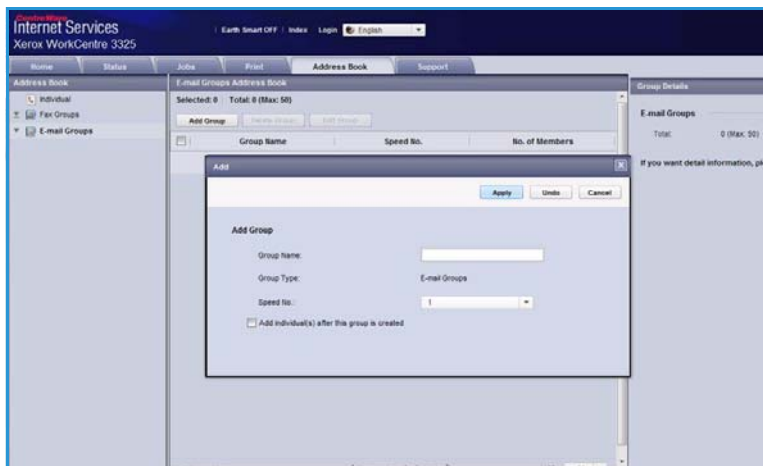 CentreWare
Internet Services
Xerox WorkCentre 3325
Earth Smart OFF Index Login English
Home Status Jobs Print Address Book Support
Address Book
Individual
Fax Groups
E-mail Groups
E-mail Groups Address Book
Selected: 0 Total: 0 (Max: 50)
Add Group Delete Group Edit Group
Group Name Speed No. No. of Members
Add
Apply Undo Cancel
Add Group
Group Name:
Group Type: E-mail Groups
Speed No.: 1
Add individual(s) after this group is created
Group Details
E-mail Groups
Total: 0 (Max: 50)
If you want detail information, pl